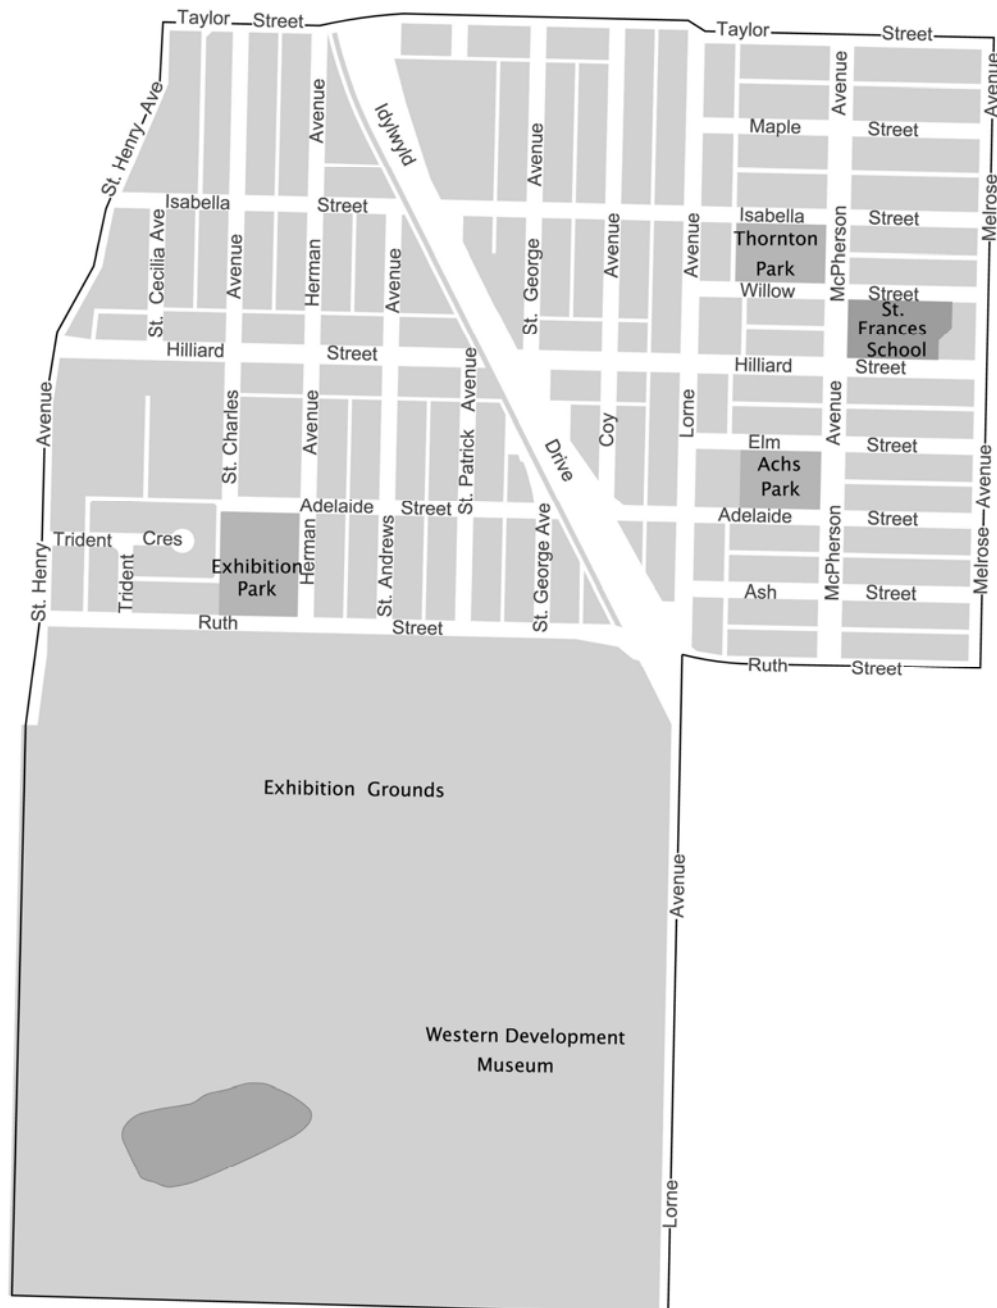 Taylor Street
Taylor Street
St. Henry Ave
Avenue
Idylwyld
Avenue
Avenue
Avenue
Maple Street
Isabella Street
Isabella Street
St. Cecilia Ave
Avenue
Herman
Avenue
St. George
Avenue
Avenue
McPherson
Melrose
Thornton
Park
Willow Street
St.
Frances
School
Hilliard Street
Hilliard Street
Avenue
St. Charles
Avenue
St. Patrick Avenue
Drive
Coy
Lorne
Avenue
Elm Street
Achs
Park
Adelaide Street
Adelaide Street
Trident Cres
Trident
St. Henry
Exhibition
Park
Herman
St. Andrews
St. George Ave
McPherson
Melrose Avenue
Ash Street
Ruth Street
Ruth Street
Exhibition Grounds
Avenue
Western Development
Museum
Lorne